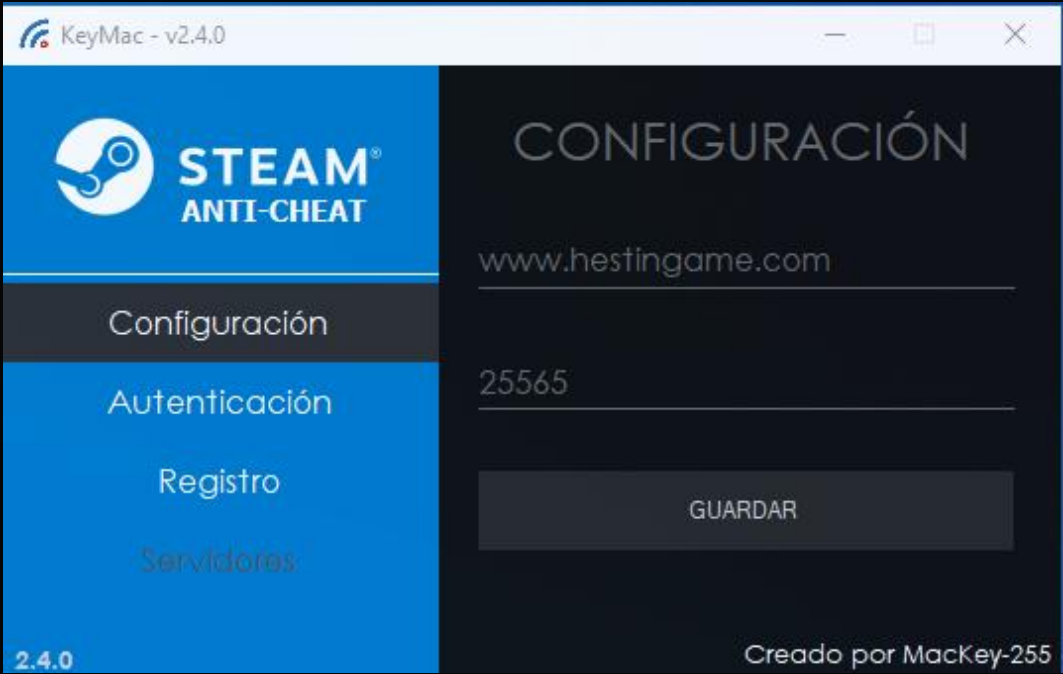 KeyMac - v2.4.0
STEAM®
ANTI-CHEAT
Configuración
Autenticación
Registro
Servidores
2.4.0
CONFIGURACIÓN
www.hestingame.com
25565
GUARDAR
Creado por MacKey-255